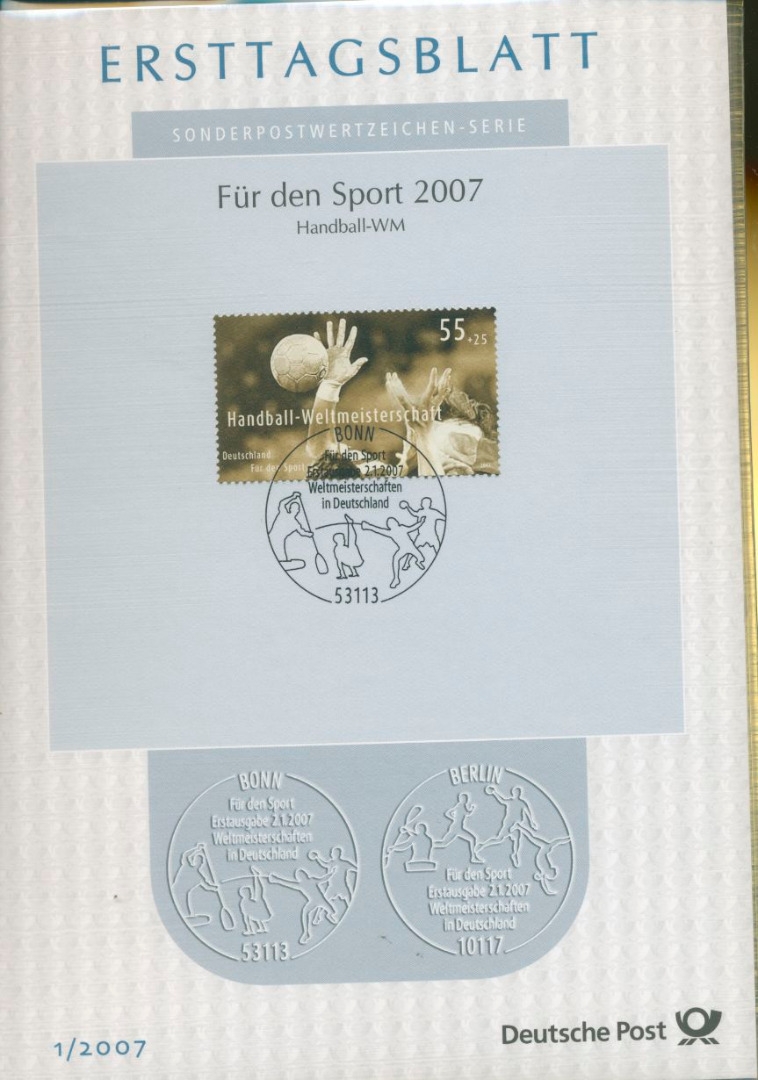 ERSTTAGSBLATT
SONDERPOSTWERTZEICHEN-SERIE
Für den Sport 2007
Handball-WM
55+25
Handball-Weltmeisterschaft
Deutschland
Für den Sport
BONN
Für den Sport
Erstausgabe 2.1.2007
Weltmeisterschaften
in Deutschland
53113
BONN
Für den Sport
Erstausgabe 2.1.2007
Weltmeisterschaften
in Deutschland
53113
BERLIN
Für den Sport
Erstausgabe 2.1.2007
Weltmeisterschaften
in Deutschland
10117
1/2007
Deutsche Post